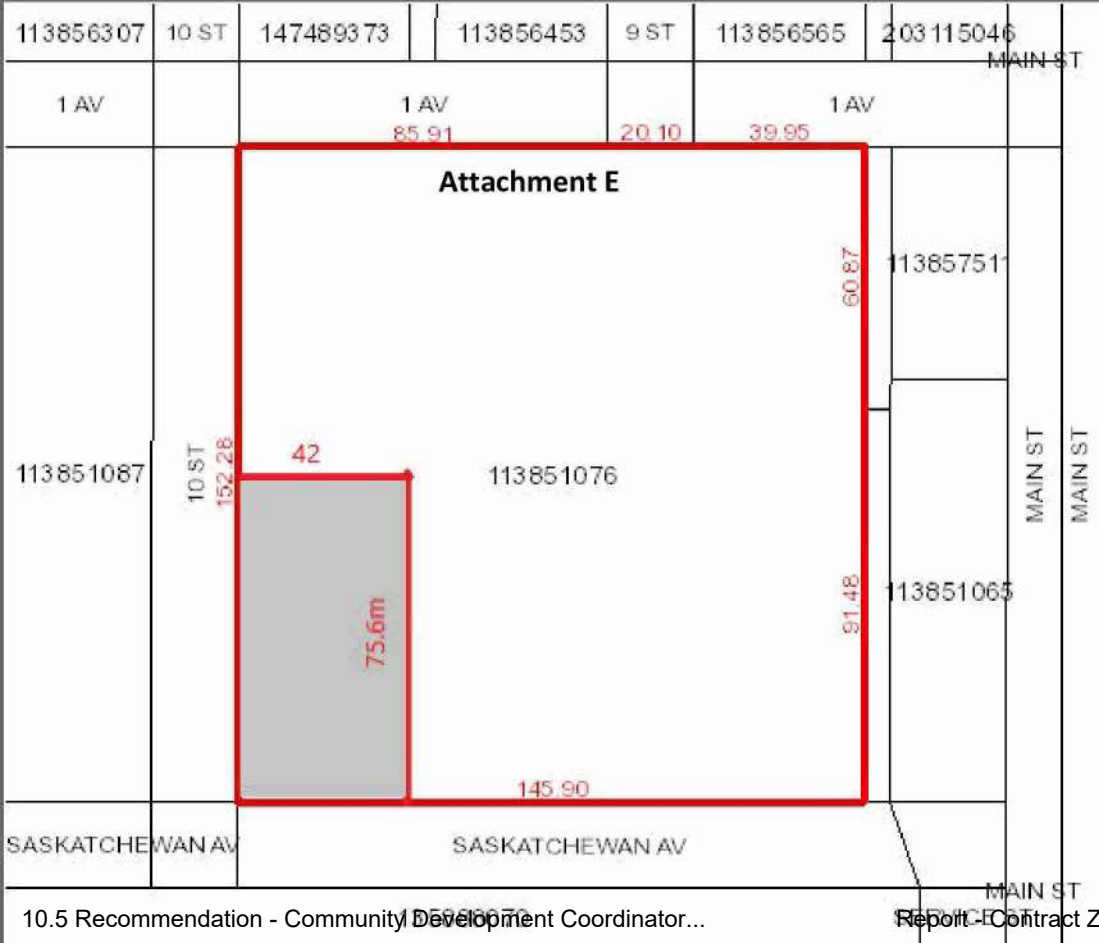 113856307 10 ST 147489373 113856453 9 ST 113856565 203115046
MAIN ST
1 AV 1 AV 1 AV
85.91 20.10 39.95
Attachment E
60.87
113857511
42
113851087
10 ST
152.28
113851076
MAIN ST
MAIN ST
75.6m
91.48
113851065
145.90
SASKATCHEWAN AV SASKATCHEWAN AV
MAIN ST
10.5 Recommendation - Community Development Coordinator...
Report - Contract Z